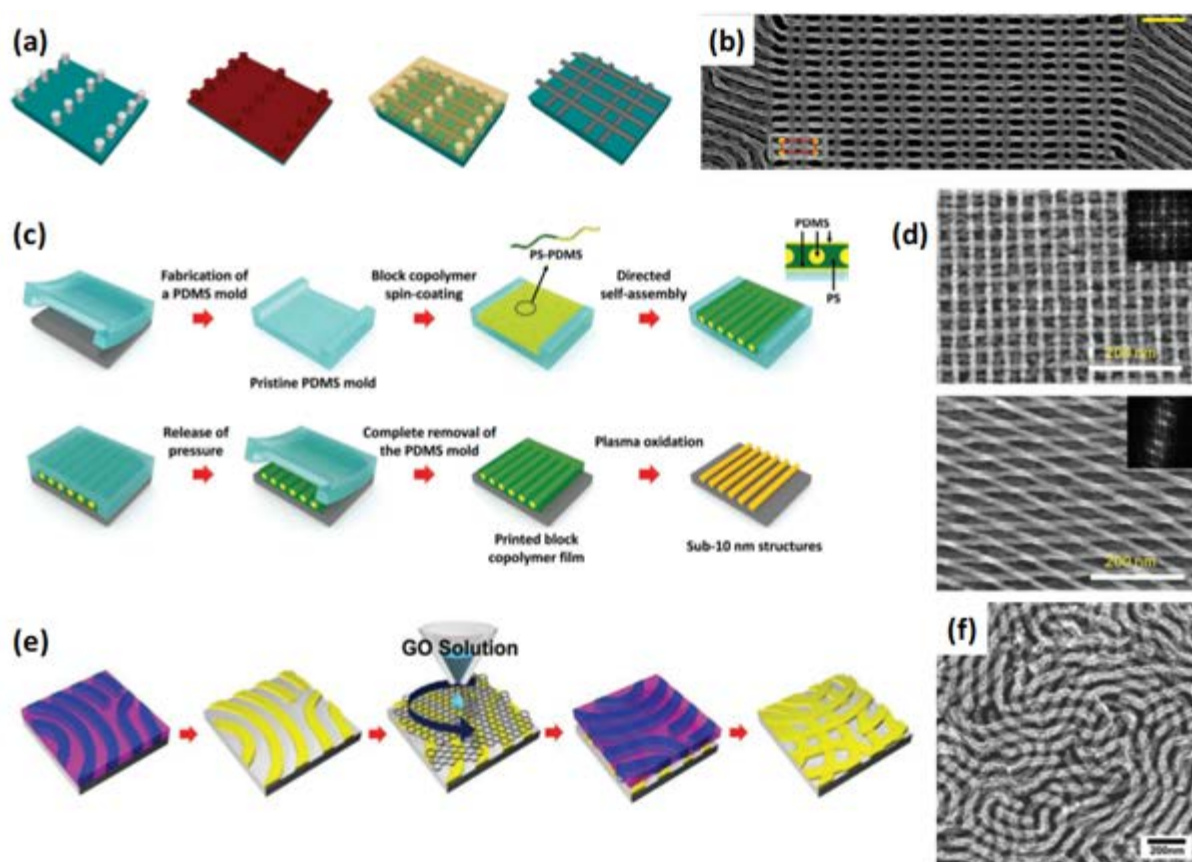 (a)
(b)
(c)
Fabrication of
a PDMS mold
Pristine PDMS mold
Block copolymer
spin-coating
PS-PDMS
Directed
self-assembly
PDMS
PS
Release of
pressure
Complete removal of
the PDMS mold
Printed block
copolymer film
Plasma oxidation
Sub-10 nm structures
(d)
200 nm
200 nm
(e)
GO Solution
(f)
200nm